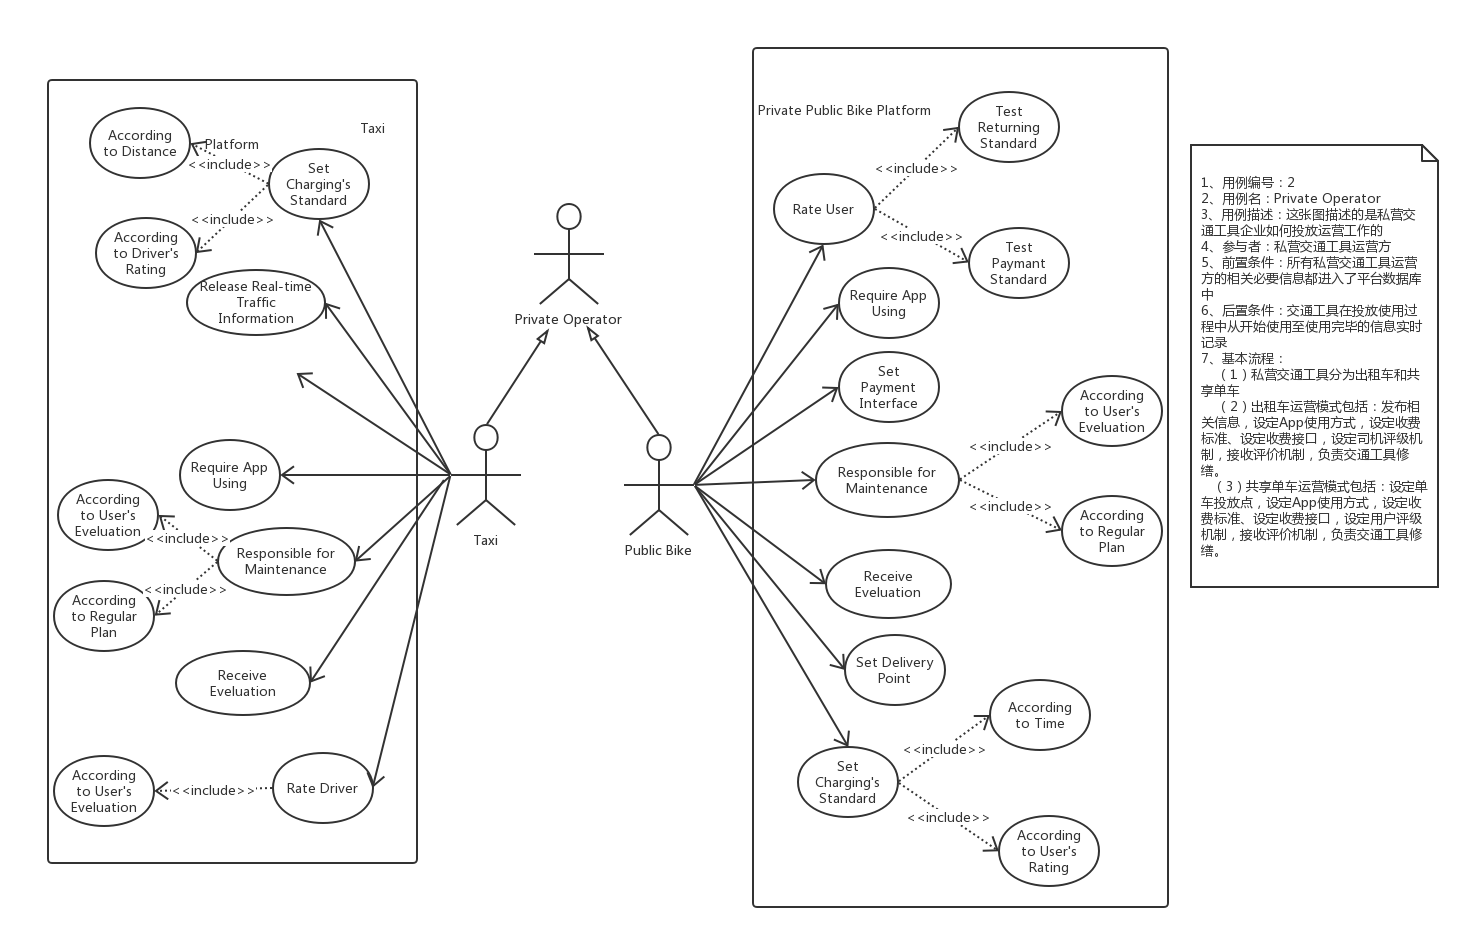 Taxi
Platform
According
to Distance
<<include>>
Set
Charging's
Standard
<<include>>
According
to Driver's
Rating
Release Real-time
Traffic
Information
Require App
Using
According
to User's
Eveluation
<<include>>
Responsible for
Maintenance
<<include>>
According
to Regular
Plan
Receive
Eveluation
According
to User's
Eveluation
<<include>>
Rate Driver
Private Operator
Taxi
Public Bike
Private Public Bike Platform
Test
Returning
Standard
<<include>>
Rate User
<<include>>
Test
Paymant
Standard
Require App
Using
Set
Payment
Interface
According
to User's
Eveluation
<<include>>
Responsible for
Maintenance
<<include>>
According
to Regular
Plan
Receive
Eveluation
Set Delivery
Point
According
to Time
<<include>>
Set
Charging's
Standard
<<include>>
According
to User's
Rating
1、用例编号：2
2、用例名：Private Operator
3、用例描述：这张图描述的是私营交
通工具企业如何投放运营工作的
4、参与者：私营交通工具运营方
5、前置条件：所有私营交通工具运营
方的相关必要信息都进入了平台数据库
中
6、后置条件：交通工具在投放使用过
程中从开始使用至使用完毕的信息实时
记录
7、基本流程：
（1）私营交通工具分为出租车和共
享单车
（2）出租车运营模式包括：发布相
关信息，设定App使用方式，设定收费
标准、设定收费接口，设定司机评级机
制，接收评价机制，负责交通工具修
缮。
（3）共享单车运营模式包括：设定单
车投放点，设定App使用方式，设定收
费标准、设定收费接口，设定用户评级
机制，接收评价机制，负责交通工具修
缮。